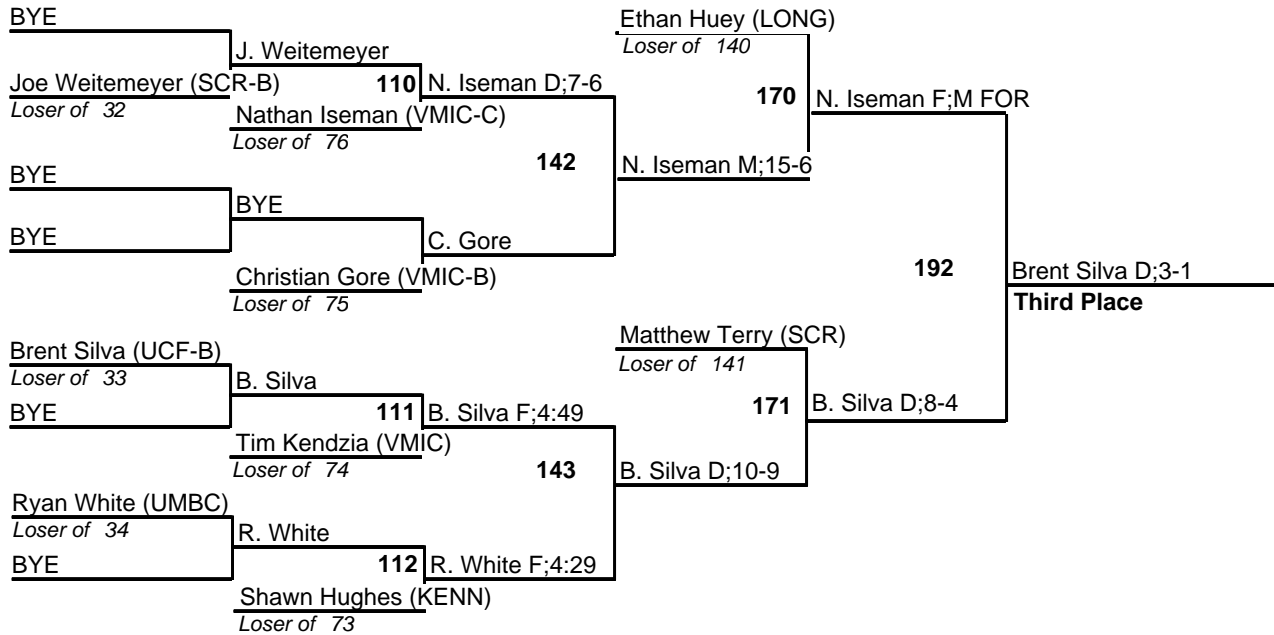 BYE
Joe Weitemeyer (SCR-B)
Loser of 32
BYE
BYE
Brent Silva (UCF-B)
Loser of 33
BYE
Ryan White (UMBC)
Loser of 34
BYE
J. Weitemeyer
110
Nathan Iseman (VMIC-C)
Loser of 76
BYE
Christian Gore (VMIC-B)
Loser of 75
B. Silva
111
Tim Kendzia (VMIC)
Loser of 74
R. White
112
Shawn Hughes (KENN)
Loser of 73
N. Iseman D;7-6
142
C. Gore
B. Silva F;4:49
143
R. White F;4:29
Ethan Huey (LONG)
Loser of 140
170
N. Iseman M;15-6
Matthew Terry (SCR)
Loser of 141
171
B. Silva D;10-9
N. Iseman F;M FOR
192
B. Silva D;8-4
Brent Silva D;3-1
Third Place